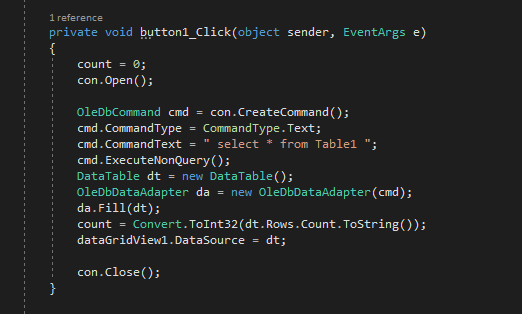 1 reference
private void button1_Click(object sender, EventArgs e)
{
    count = 0;
    con.Open();

    OleDbCommand cmd = con.CreateCommand();
    cmd.CommandType = CommandType.Text;
    cmd.CommandText = " select * from Table1 ";
    cmd.ExecuteNonQuery();
    DataTable dt = new DataTable();
    OleDbDataAdapter da = new OleDbDataAdapter(cmd);
    da.Fill(dt);
    count = Convert.ToInt32(dt.Rows.Count.ToString());
    dataGridView1.DataSource = dt;

    con.Close();
}